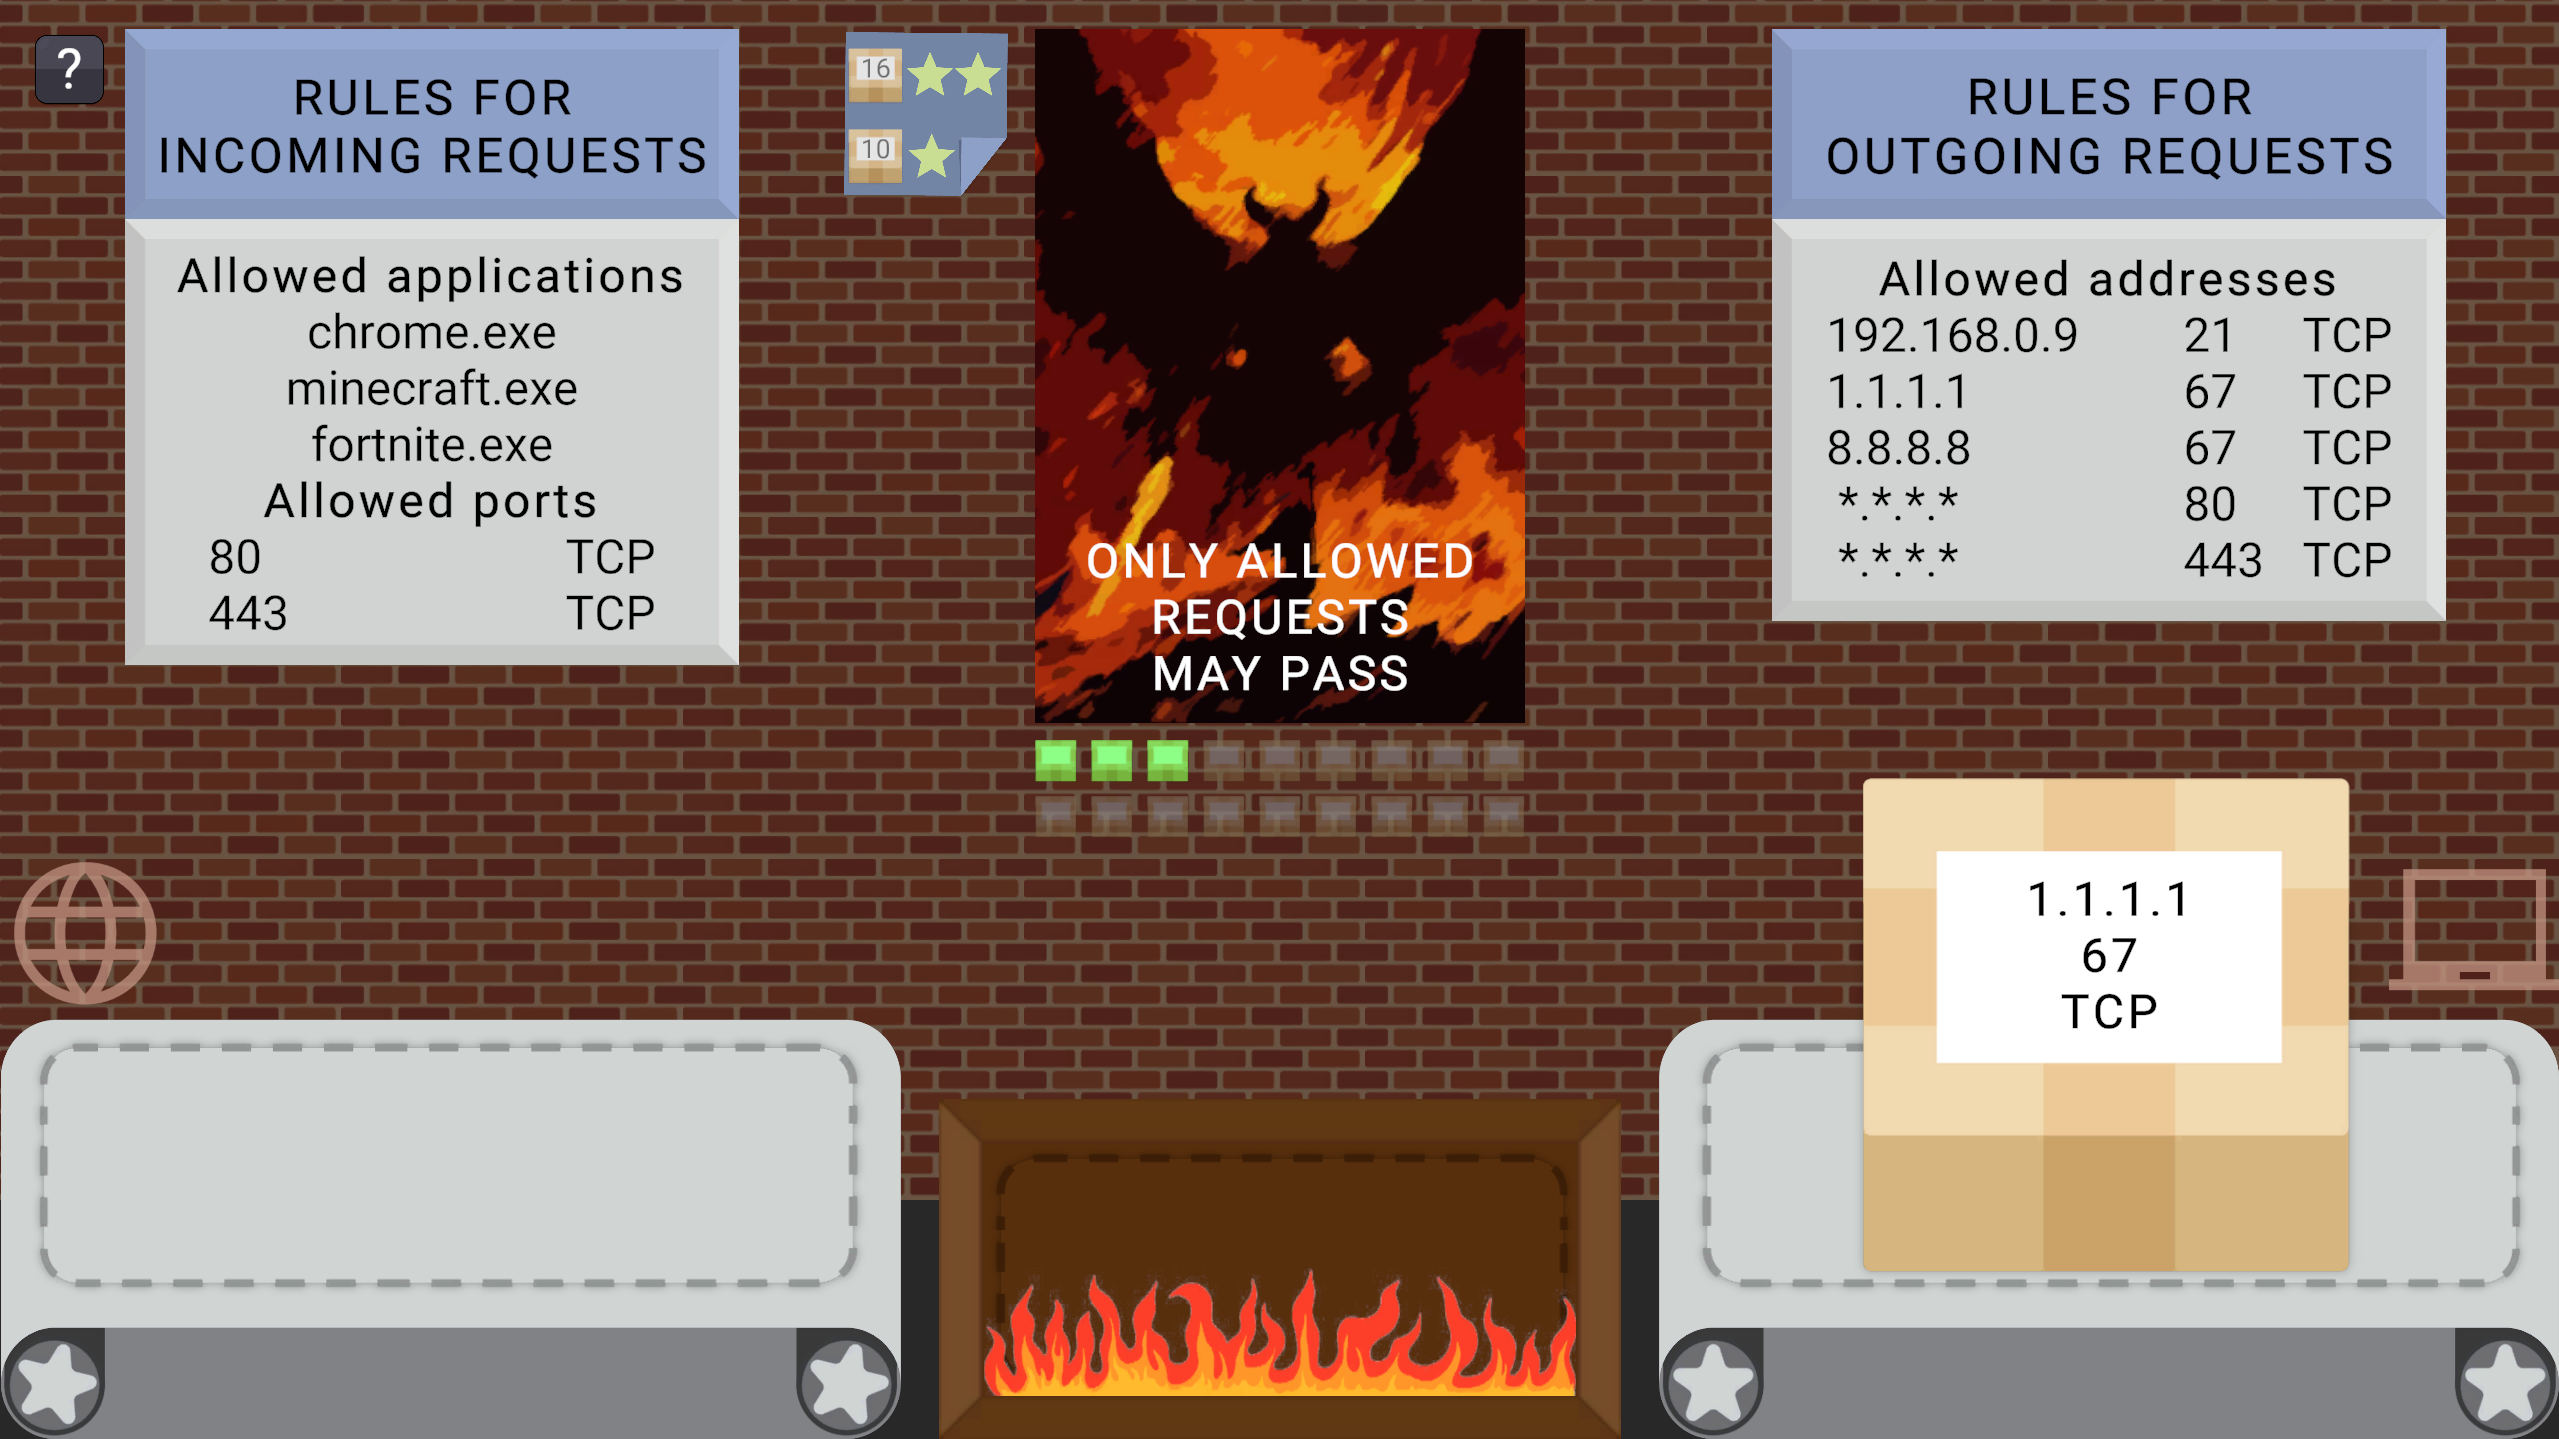 ?
RULES FOR
INCOMING REQUESTS
Allowed applications
chrome.exe
minecraft.exe
fortnite.exe
Allowed ports
80 TCP
443 TCP
16
10
ONLY ALLOWED
REQUESTS
MAY PASS
RULES FOR
OUTGOING REQUESTS
Allowed addresses
192.168.0.9 21 TCP
1.1.1.1 67 TCP
8.8.8.8 67 TCP
*.*.*.* 80 TCP
*.*.*.* 443 TCP
1.1.1.1
67
TCP